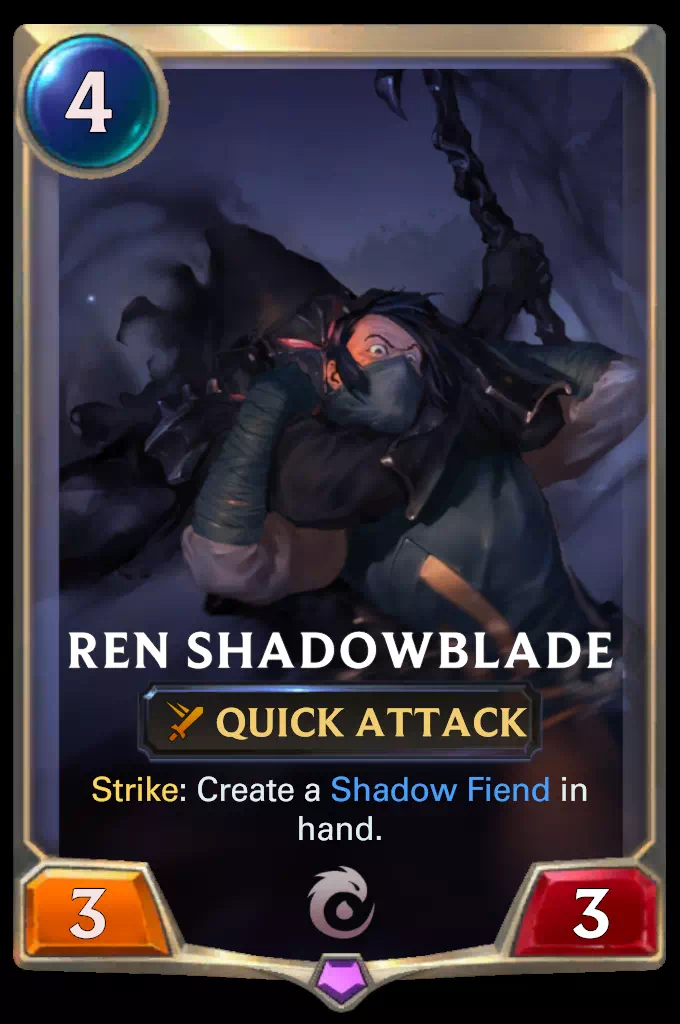 4
REN SHADOWBLADE
QUICK ATTACK
Strike: Create a Shadow Fiend in
hand.
3
3